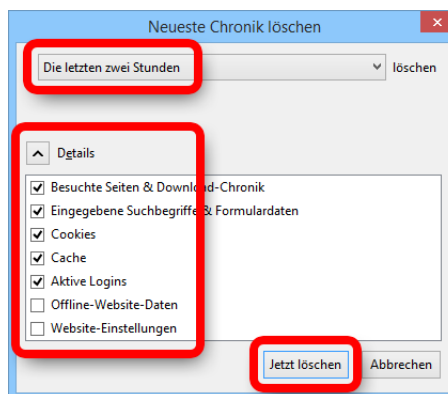 Neueste Chronik löschen
Die letzten zwei Stunden löschen
Details
Besuchte Seiten & Download-Chronik
Eingegebene Suchbegriffe & Formulardaten
Cookies
Cache
Aktive Logins
Offline-Website-Daten
Website-Einstellungen
Jetzt löschen Abbrechen